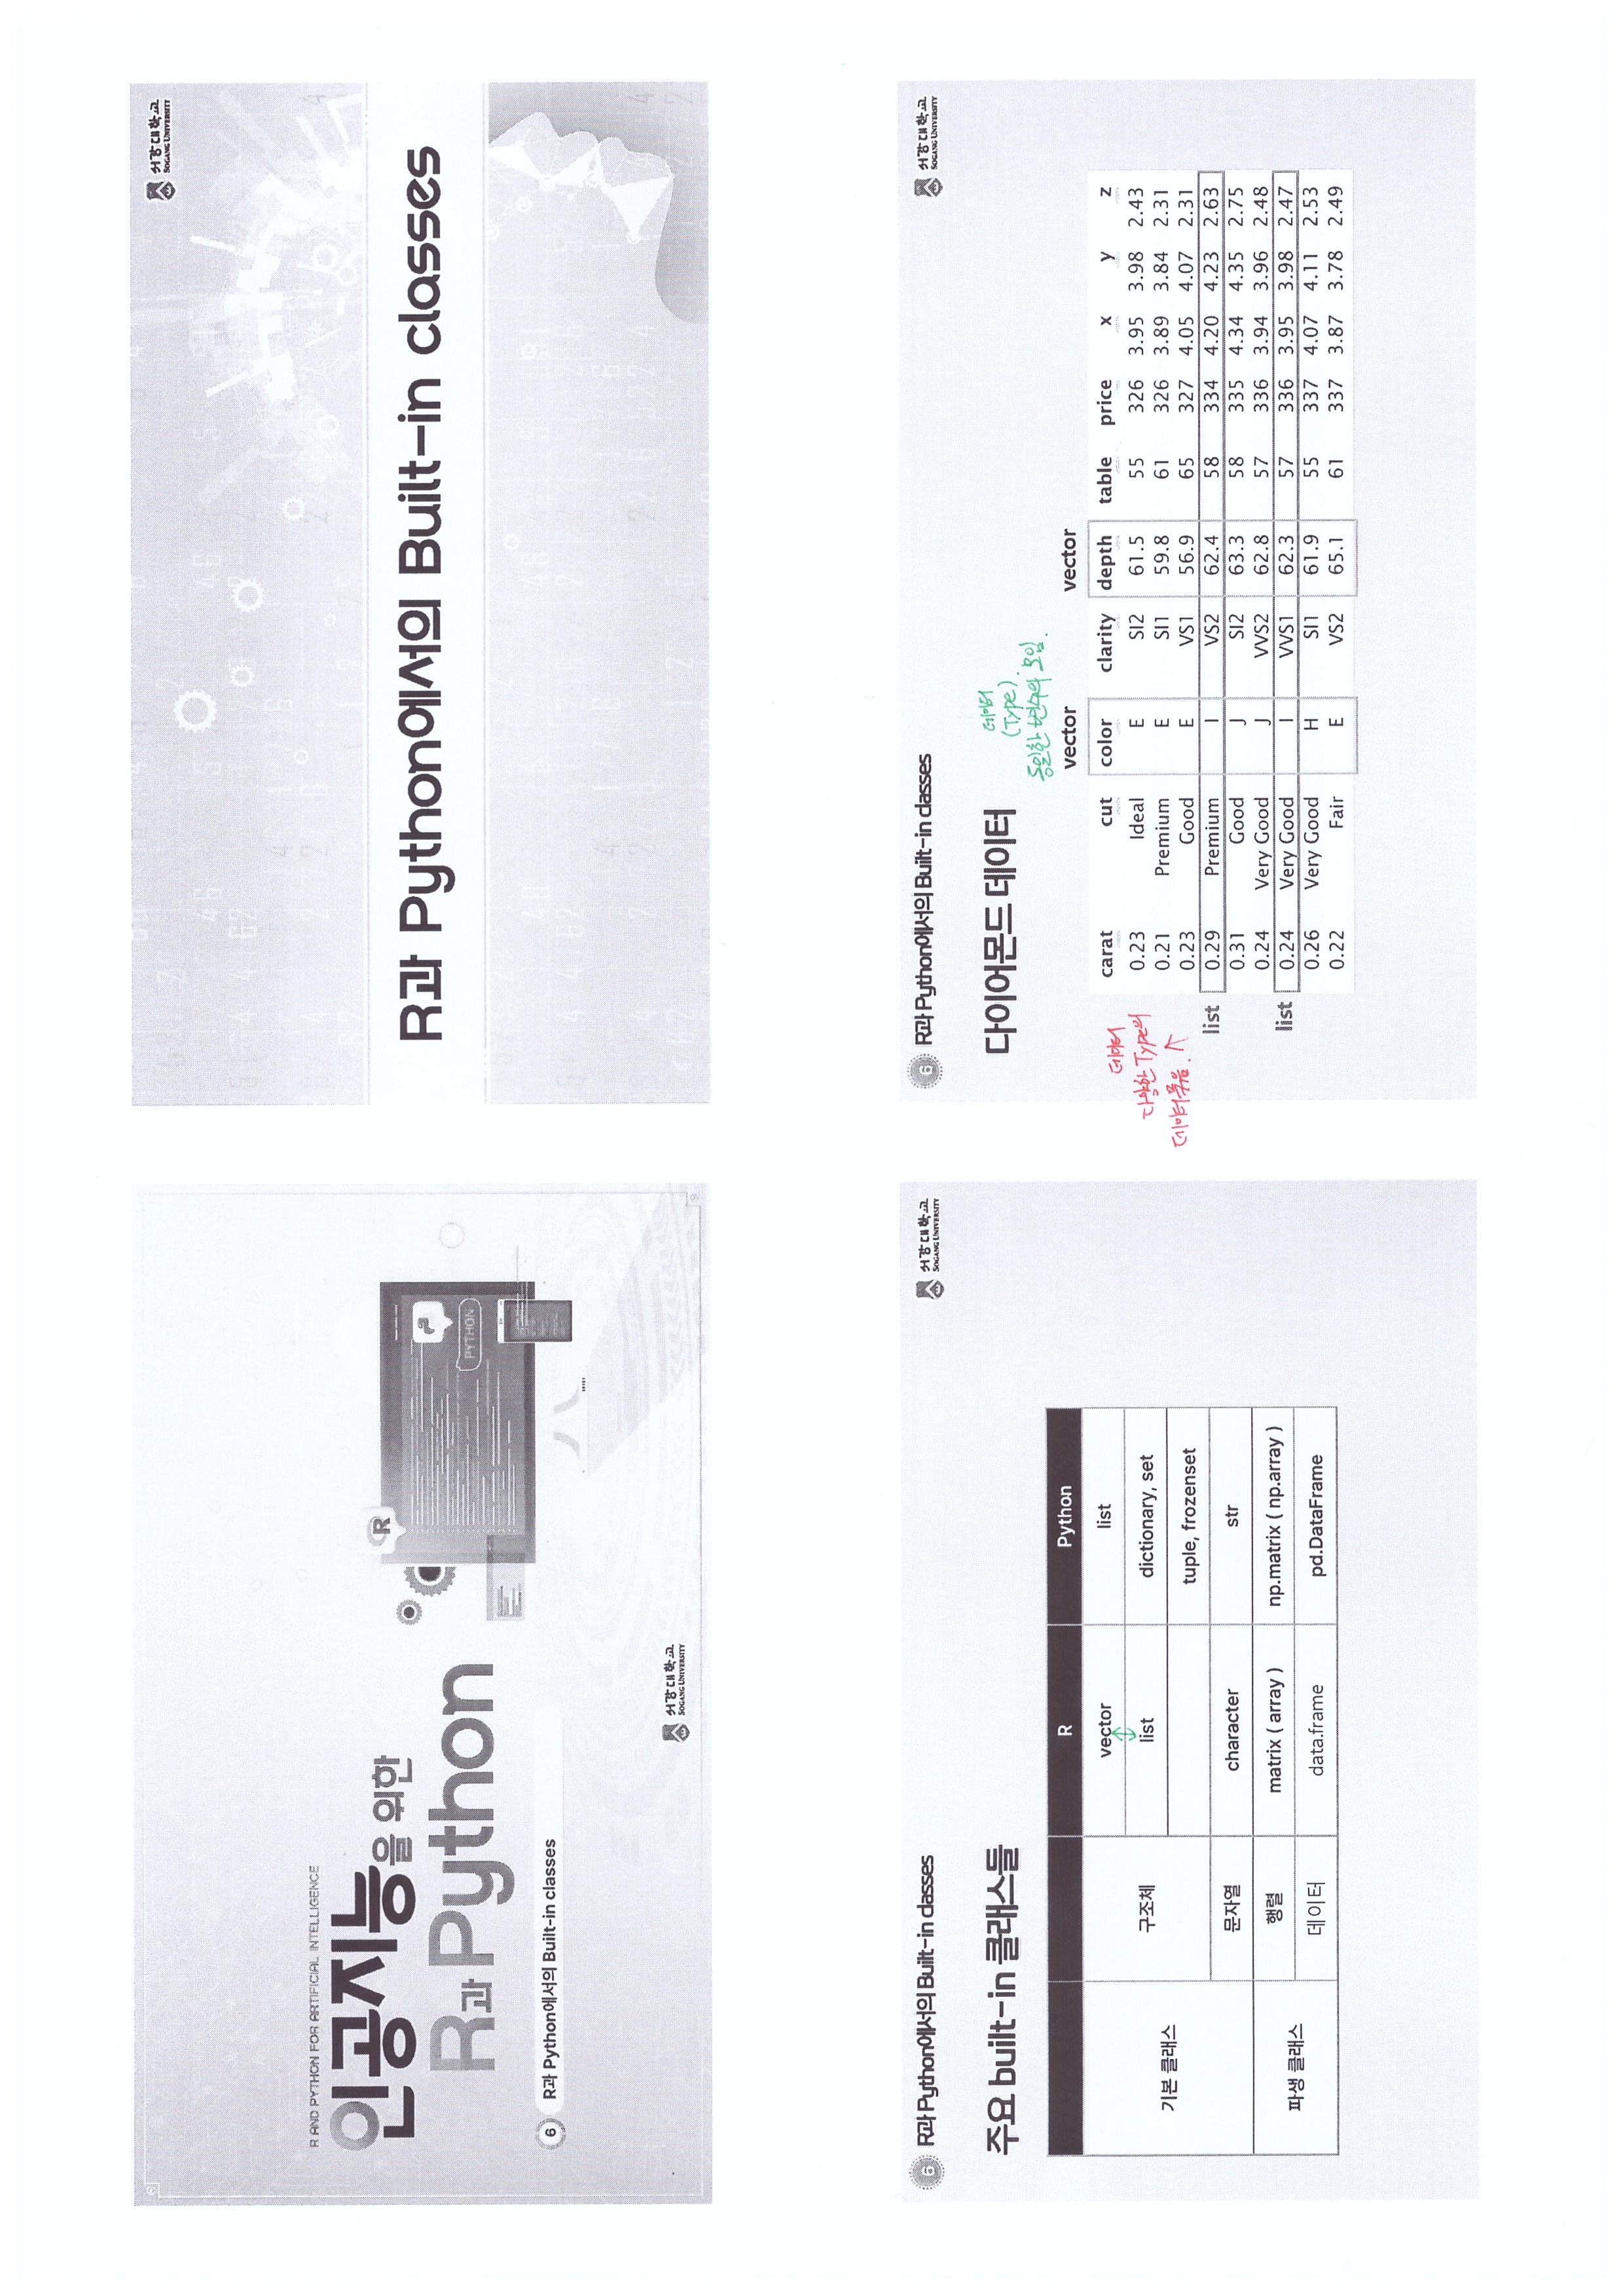 R AND PYTHON FOR ARTIFICIAL INTELLIGENCE
인공지능을 위한
R과 Python
PYTHON
6 R과 Python에서의 Built-in classes
서강대학교
SOGANG UNIVERSITY
서강대학교
SOGANG UNIVERSITY
R과 Python에서의 Built-in classes
6 R과 Python에서의 Built-in classes
서강대학교
SOGANG UNIVERSITY
주요 built-in 클래스들
R Python
기본 클래스 구조체 vector list
list dictionary, set
tuple, frozenset
문자열 character str
파생 클래스 행렬 matrix ( array ) np.matrix ( np.array )
데이터 data.frame pd.DataFrame
6 R과 Python에서의 Built-in classes
서강대학교
SOGANG UNIVERSITY
다이어몬드 데이터
데이터
(Type).
동일한 변수의 모임.
vector vector
데이터
다양한 Type의
데이터묶음. ↑
carat cut color clarity depth table price x y z
0.23 Ideal E SI2 61.5 55 326 3.95 3.98 2.43
0.21 Premium E SI1 59.8 61 326 3.89 3.84 2.31
0.23 Good E VS1 56.9 65 327 4.05 4.07 2.31
list 0.29 Premium I VS2 62.4 58 334 4.20 4.23 2.63
0.31 Good J SI2 63.3 58 335 4.34 4.35 2.75
0.24 Very Good J VVS2 62.8 57 336 3.94 3.96 2.48
list 0.24 Very Good I VVS1 62.3 57 336 3.95 3.98 2.47
0.26 Very Good H SI1 61.9 55 337 4.07 4.11 2.53
0.22 Fair E VS2 65.1 61 337 3.87 3.78 2.49